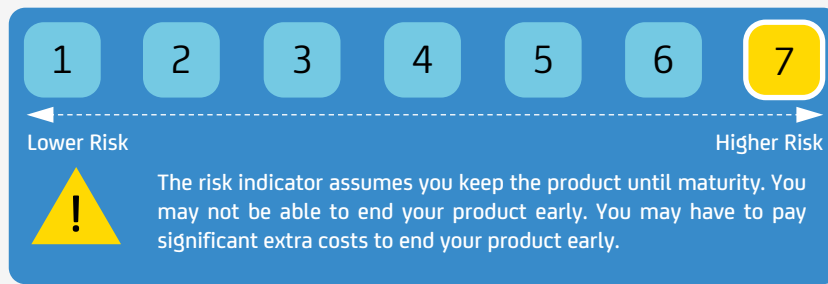 1 2 3 4 5 6 7
Lower Risk Higher Risk
!
The risk indicator assumes you keep the product until maturity. You
may not be able to end your product early. You may have to pay
significant extra costs to end your product early.